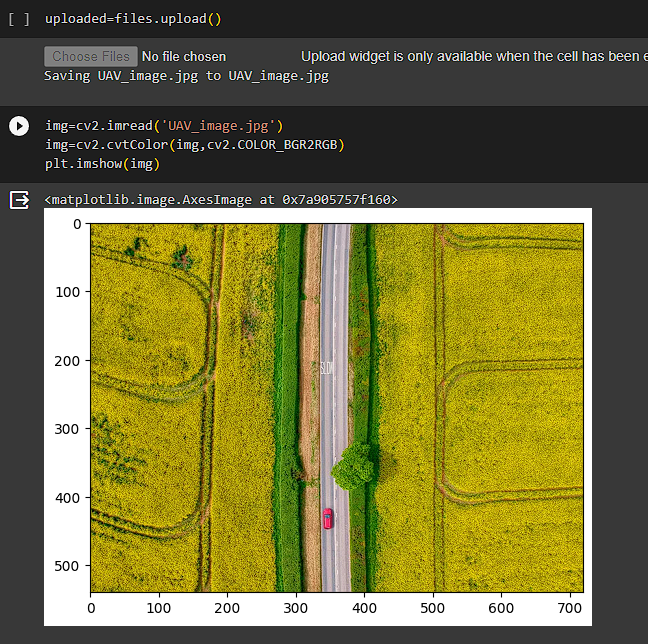 [ ] uploaded=files.upload()
Choose Files No file chosen Upload widget is only available when the cell has been e
Saving UAV_image.jpg to UAV_image.jpg
img=cv2.imread('UAV_image.jpg')
img=cv2.cvtColor(img,cv2.COLOR_BGR2RGB)
plt.imshow(img)
<matplotlib.image.AxesImage at 0x7a905757f160>
0
100
200
SLOW
300
400
500
0 100 200 300 400 500 600 700